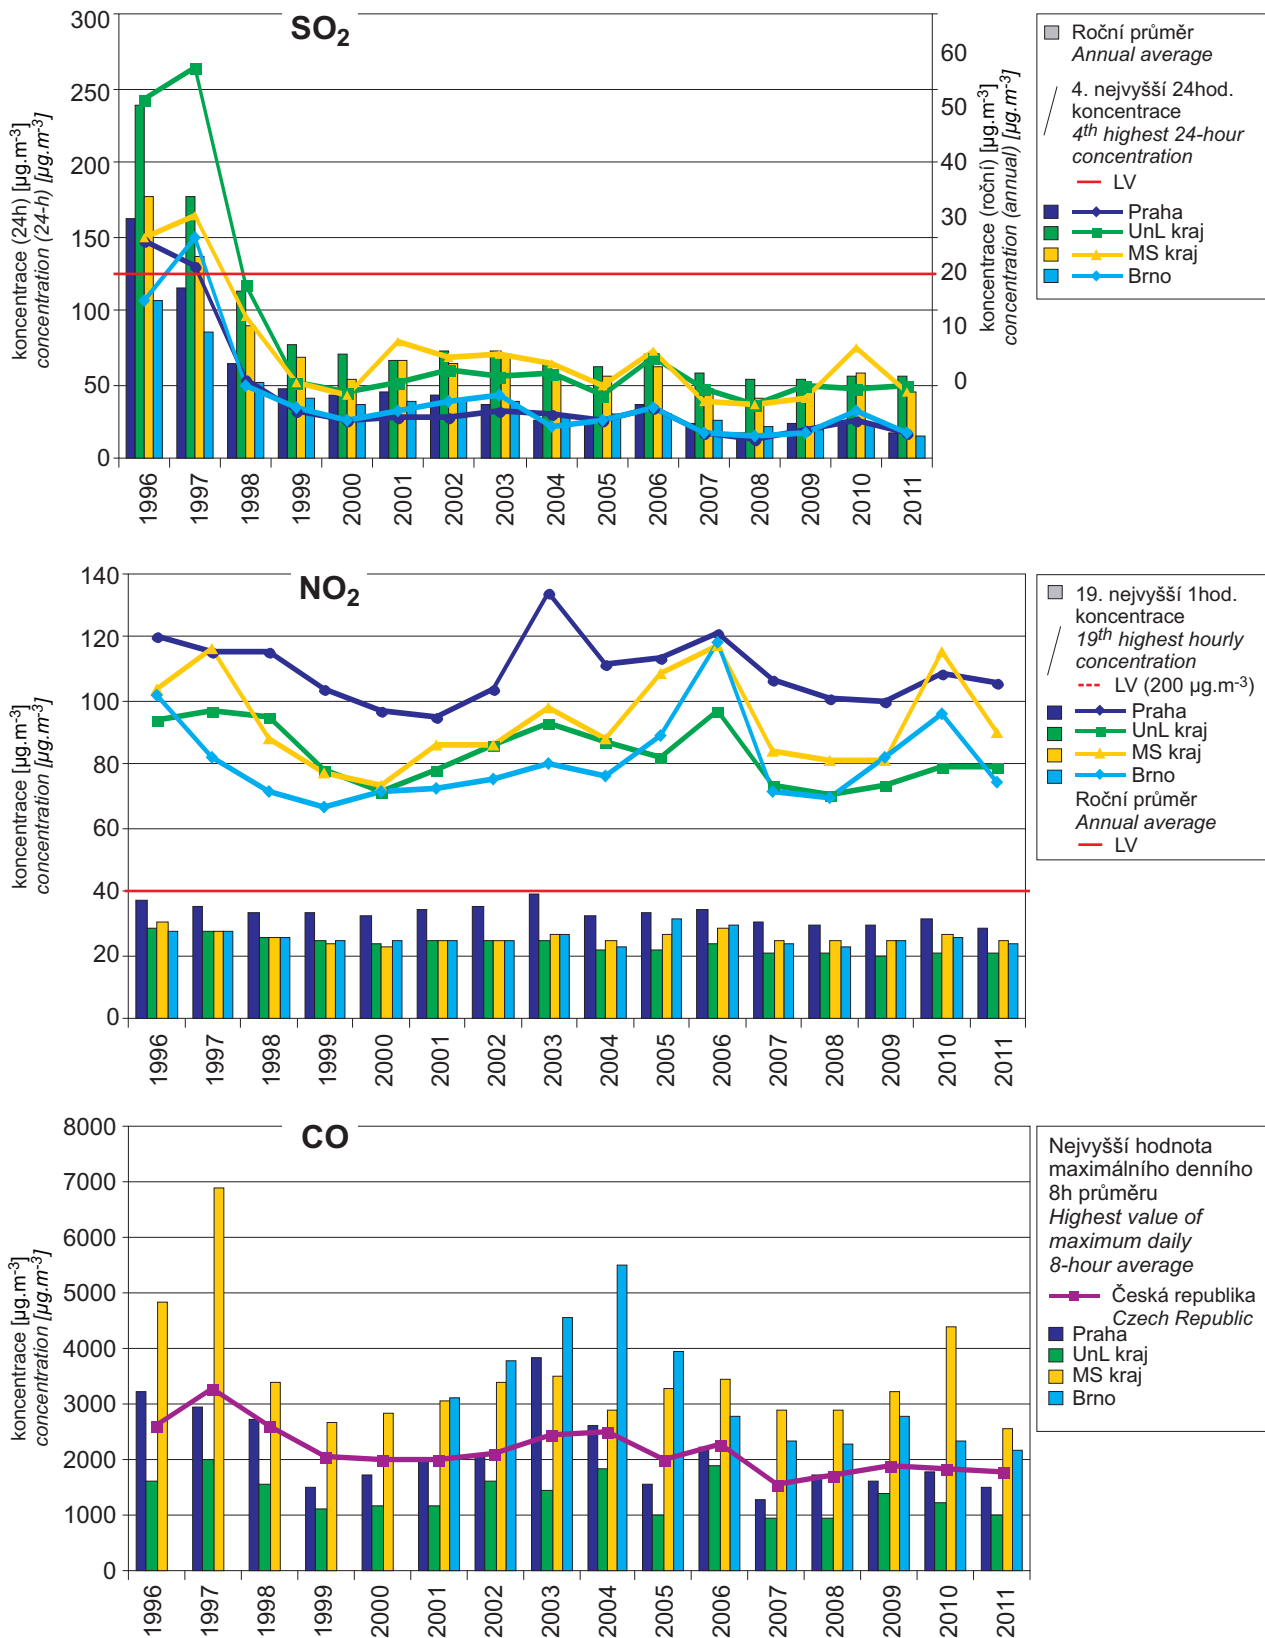 SO2
300
250
200
150
100
50
0
koncentrace (24h) [µg.m-3]
concentration (24-h) [µg.m-3]
60
50
40
30
20
10
0
koncentrace (roční) [µg.m-3]
concentration (annual) [µg.m-3]
1996 1997 1998 1999 2000 2001 2002 2003 2004 2005 2006 2007 2008 2009 2010 2011
Roční průměr
Annual average
4. nejvyšší 24hod.
koncentrace
4th highest 24-hour
concentration
LV
Praha
UnL kraj
MS kraj
Brno
NO2
140
120
100
80
60
40
20
0
koncentrace [µg.m-3]
concentration [µg.m-3]
1996 1997 1998 1999 2000 2001 2002 2003 2004 2005 2006 2007 2008 2009 2010 2011
19. nejvyšší 1hod.
koncentrace
19th highest hourly
concentration
LV (200 µg.m-3)
Praha
UnL kraj
MS kraj
Brno
Roční průměr
Annual average
LV
CO
8000
7000
6000
5000
4000
3000
2000
1000
0
koncentrace [µg.m-3]
concentration [µg.m-3]
1996 1997 1998 1999 2000 2001 2002 2003 2004 2005 2006 2007 2008 2009 2010 2011
Nejvyšší hodnota
maximálního denního
8h průměru
Highest value of
maximum daily
8-hour average
Česká republika
Czech Republic
Praha
UnL kraj
MS kraj
Brno